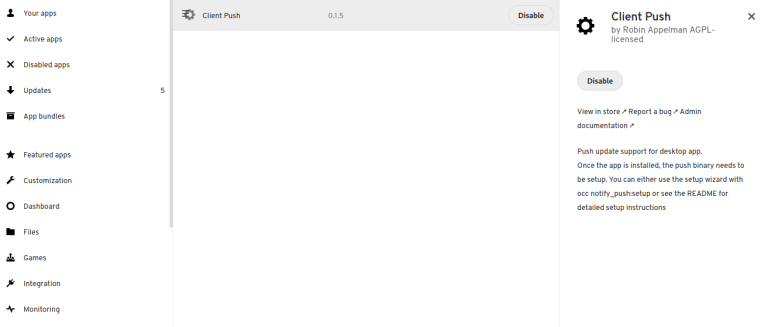 Your apps
Active apps
Disabled apps
Updates 5
App bundles
Featured apps
Customization
Dashboard
Files
Games
Integration
Monitoring
Client Push 0.1.5 Disable
Client Push
by Robin Appelman AGPL-
licensed
Disable
View in store ↗ Report a bug ↗ Admin
documentation ↗
Push update support for desktop app.
Once the app is installed, the push binary needs to
be setup. You can either use the setup wizard with
occ notify_push:setup or see the README for
detailed setup instructions